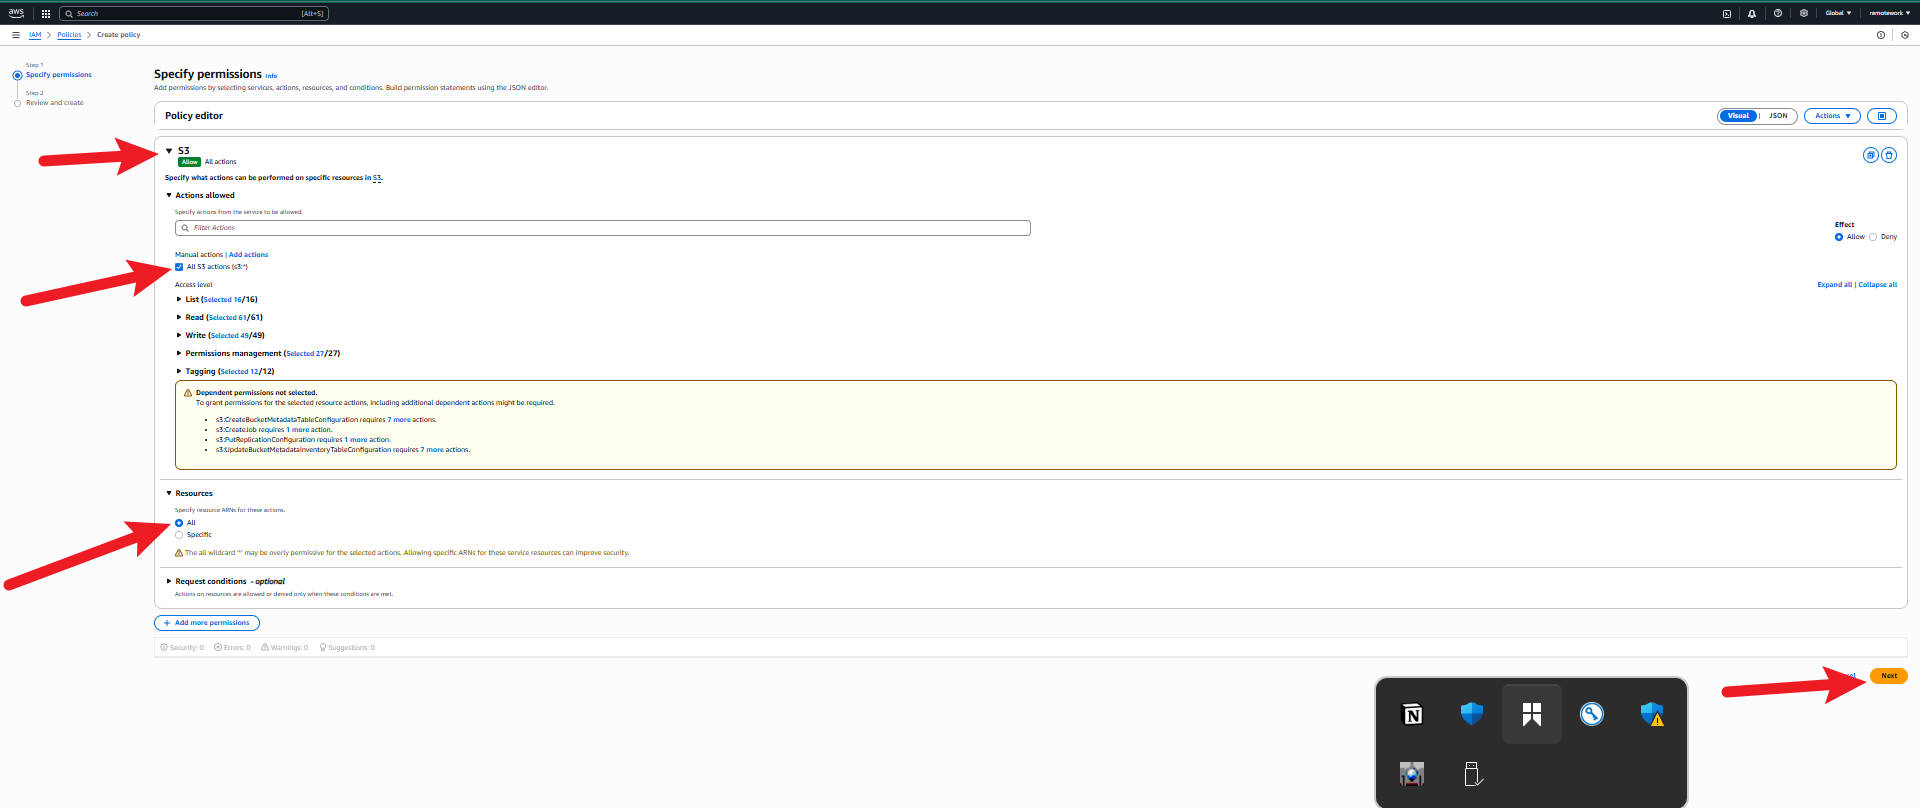 aws
Search [Alt+S]
Global remotework
IAM Policies Create policy
Step 1
Specify permissions
Step 2
Review and create
Specify permissions Info
Add permissions by selecting services, actions, resources, and conditions. Build permission statements using the JSON editor.
Policy editor
Visual JSON Actions
S3
Allow All actions
Specify what actions can be performed on specific resources in S3.
Actions allowed
Specify actions from the service to be allowed.
Filter Actions
Effect
Allow Deny
Manual actions | Add actions
All S3 actions (s3:*)
Access level
Expand all | Collapse all
List (Selected 16/16)
Read (Selected 61/61)
Write (Selected 49/49)
Permissions management (Selected 27/27)
Tagging (Selected 12/12)
Dependent permissions not selected.
To grant permissions for the selected resource actions, including additional dependent actions might be required.
• s3:CreateBucketMetadataTableConfiguration requires 7 more actions.
• s3:CreateJob requires 1 more action.
• s3:PutReplicationConfiguration requires 1 more action.
• s3:UpdateBucketMetadataInventoryTableConfiguration requires 7 more actions.
Resources
Specify resource ARNs for these actions.
All
Specific
The all wildcard '*' may be overly permissive for the selected actions. Allowing specific ARNs for these service resources can improve security.
Request conditions - optional
Actions on resources are allowed or denied only when these conditions are met.
+ Add more permissions
Security: 0 Errors: 0 Warnings: 0 Suggestions: 0
Next
N